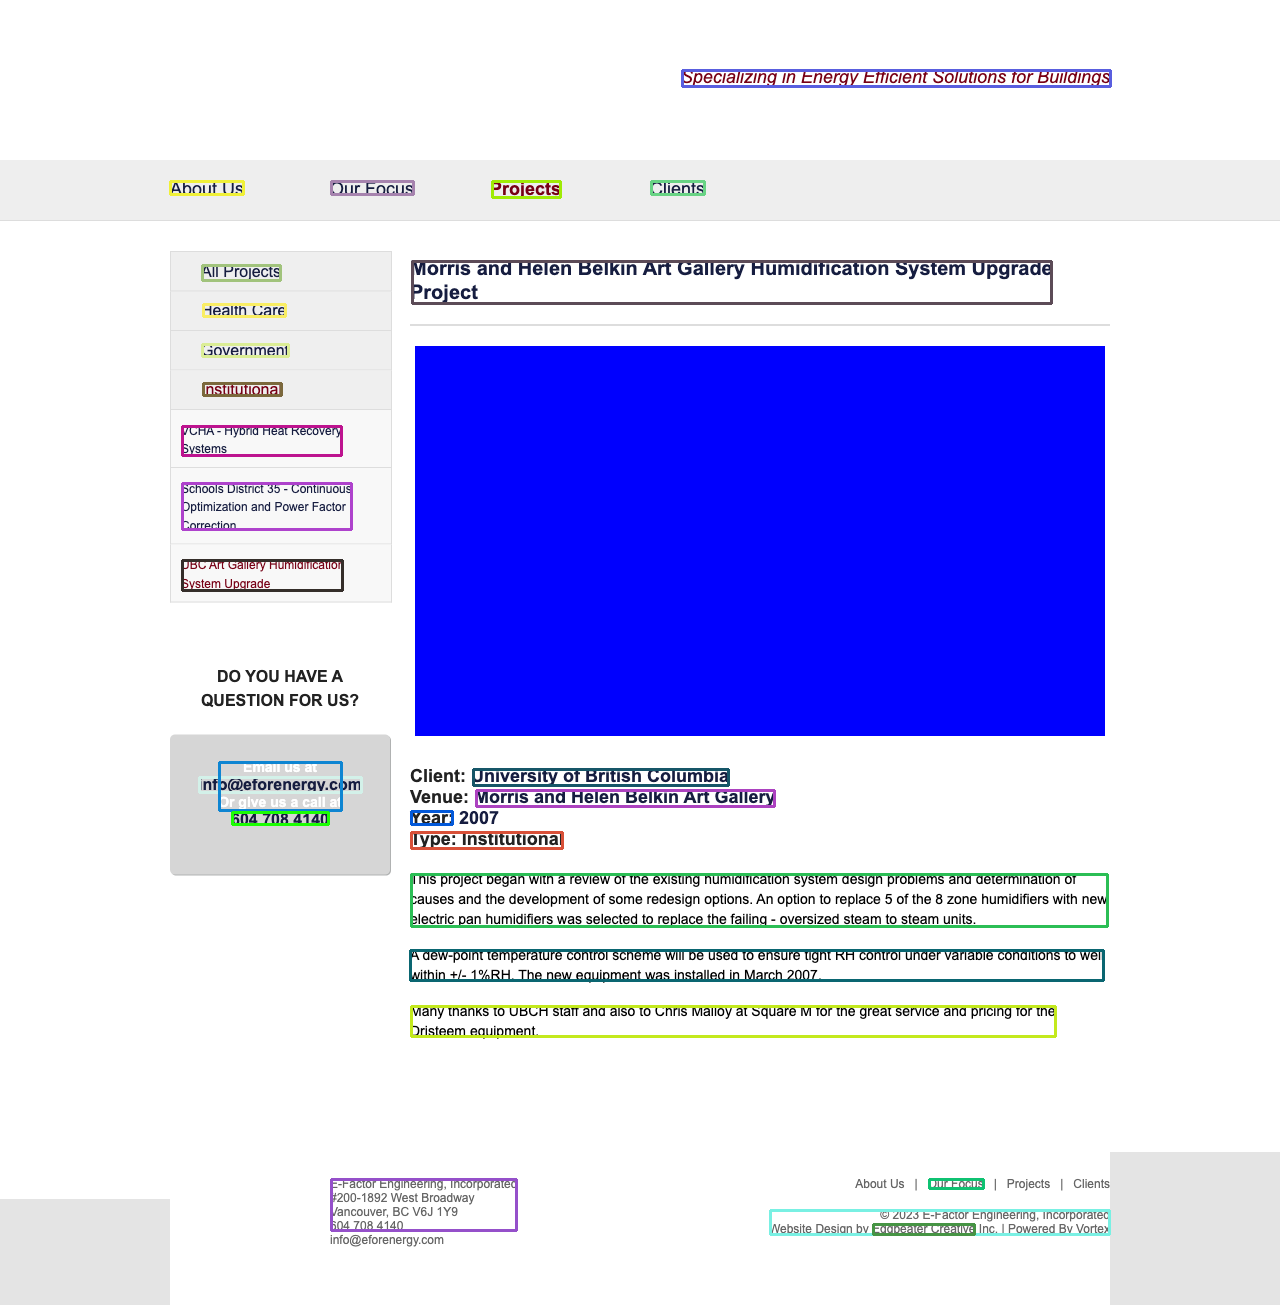 Specializing in Energy Efficient Solutions for Buildings
About Us
Our Focus
Projects
Clients
All Projects
Health Care
Government
Institutional
VCHA - Hybrid Heat Recovery
Systems
Schools District 35 - Continuous
Optimization and Power Factor
Correction
UBC Art Gallery Humidification
System Upgrade
DO YOU HAVE A
QUESTION FOR US?
Email us at
info@eforenergy.com
Or give us a call at
604 708 4140
Morris and Helen Belkin Art Gallery Humidification System Upgrade
Project
Client: University of British Columbia
Venue: Morris and Helen Belkin Art Gallery
Year: 2007
Type: Institutional
This project began with a review of the existing humidification system design problems and determination of
causes and the development of some redesign options. An option to replace 5 of the 8 zone humidifiers with new
electric pan humidifiers was selected to replace the failing - oversized steam to steam units.
A dew-point temperature control scheme will be used to ensure tight RH control under variable conditions to well
within +/- 1%RH. The new equipment was installed in March 2007.
Many thanks to UBCH staff and also to Chris Malloy at Square M for the great service and pricing for the
Dristeem equipment.
E-Factor Engineering, Incorporated
#200-1892 West Broadway
Vancouver, BC V6J 1Y9
604 708 4140
info@eforenergy.com
About Us | Our Focus | Projects | Clients
© 2023 E-Factor Engineering, Incorporated
Website Design by Edgbeater Creative Inc. | Powered By Vortex